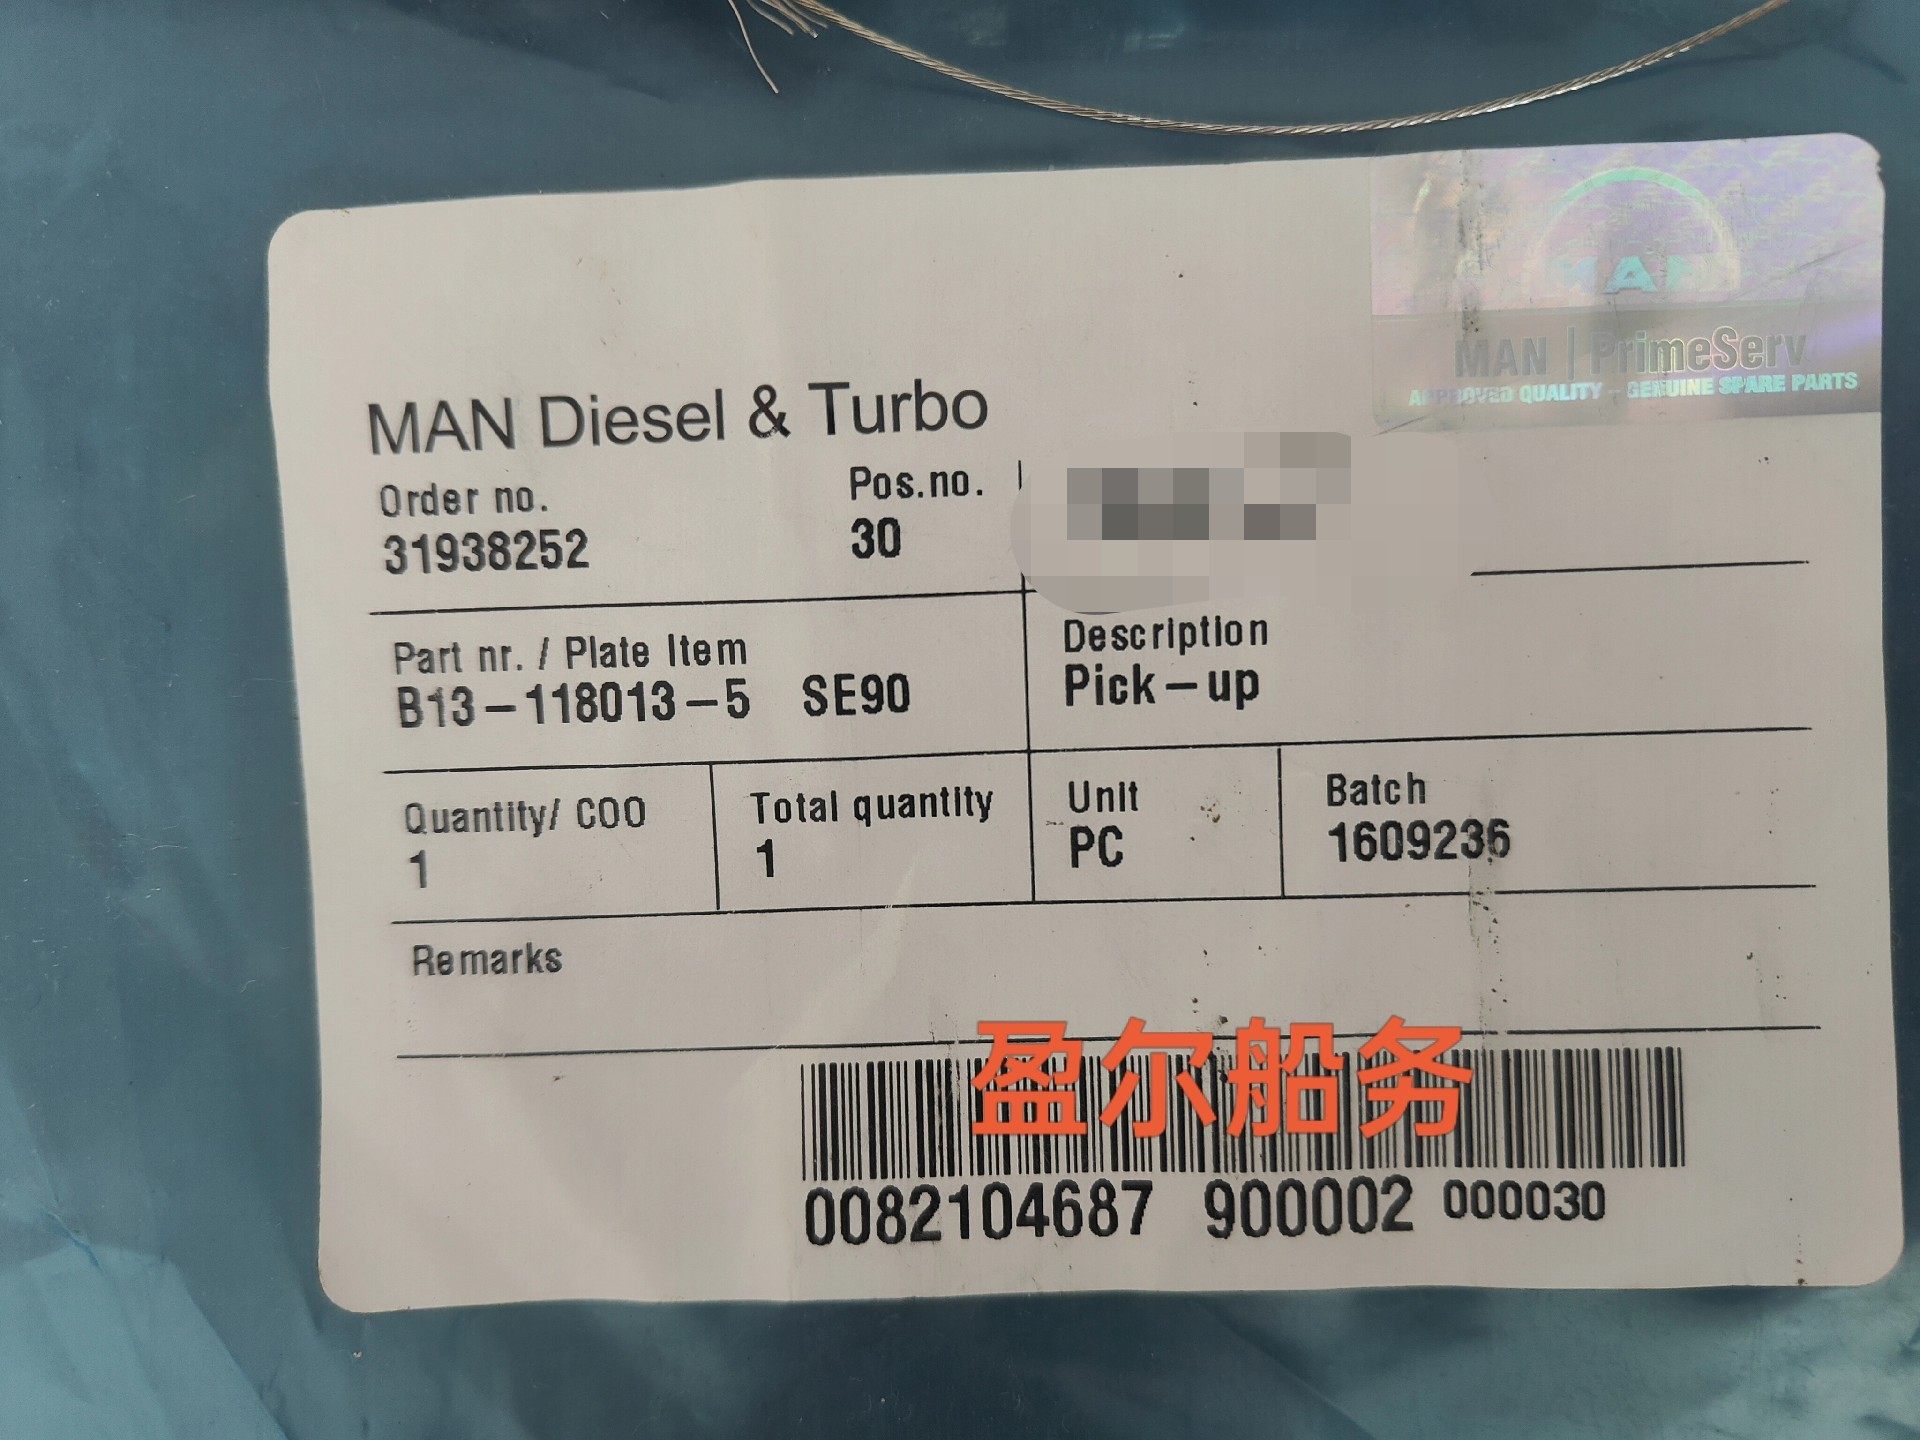 MAN
MAN | PrimeServ
APPROVED QUALITY - GENUINE SPARE PARTS
MAN Diesel & Turbo
Order no.
Pos.no.
31938252
30
Part nr. / Plate Item
Description
B13-118013-5 SE90
Pick-up
Quantity/ COO
Total quantity
Unit
Batch
1
1
PC
1609236
Remarks
盈尔船务
0082104687 900002 000030